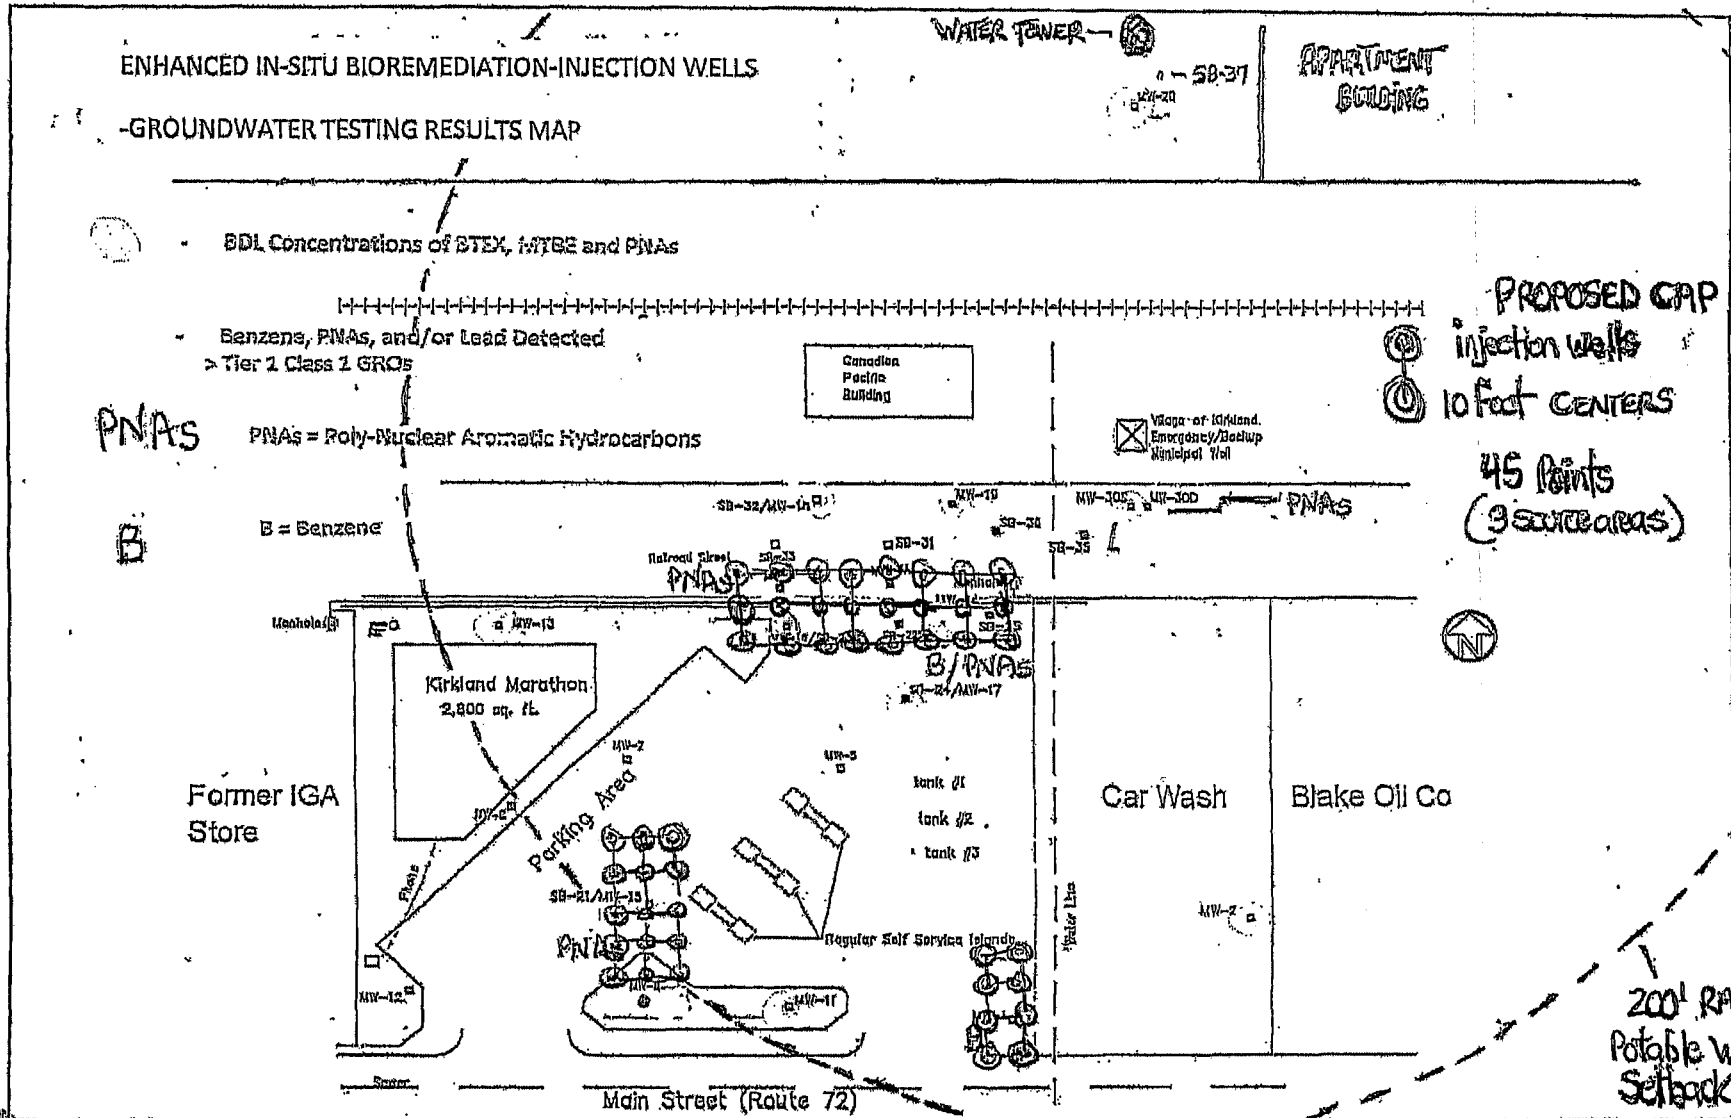 WATER TOWER
SB-37
MW-20
APARTMENT
BUILDING
ENHANCED IN-SITU BIOREMEDIATION-INJECTION WELLS
-GROUNDWATER TESTING RESULTS MAP
- BDL Concentrations of BTEX, MTBE and PNAs
- Benzene, PNAs, and/or Lead Detected
> Tier 1 Class 1 GROs
PNAs
PNAs = Poly-Nuclear Aromatic Hydrocarbons
B
B = Benzene
PROPOSED CAP
injection wells
10 foot CENTERS
45 Points
(3 source areas)
Canadian
Pacific
Building
Village of Kirkland
Emergency/Backup
Municipal Well
MW-19
MW-30S
MW-30D
PNAs
SB-31
SB-35
Railroad Street
SB-33
PNAs
Manhole
MW-13
B/PNAs
SB-24/MW-17
N
Kirkland Marathon
2,800 sq. ft.
MW-2
MW-5
Parking Area
tank #1
tank #2
tank #3
Former IGA
Store
Car Wash
Blake Oil Co
SB-21/MW-15
PNA
Regular Self Service Islands
Water Line
MW-2
MW-12
MW-11
200'
Potable
Setback
Main Street (Route 72)